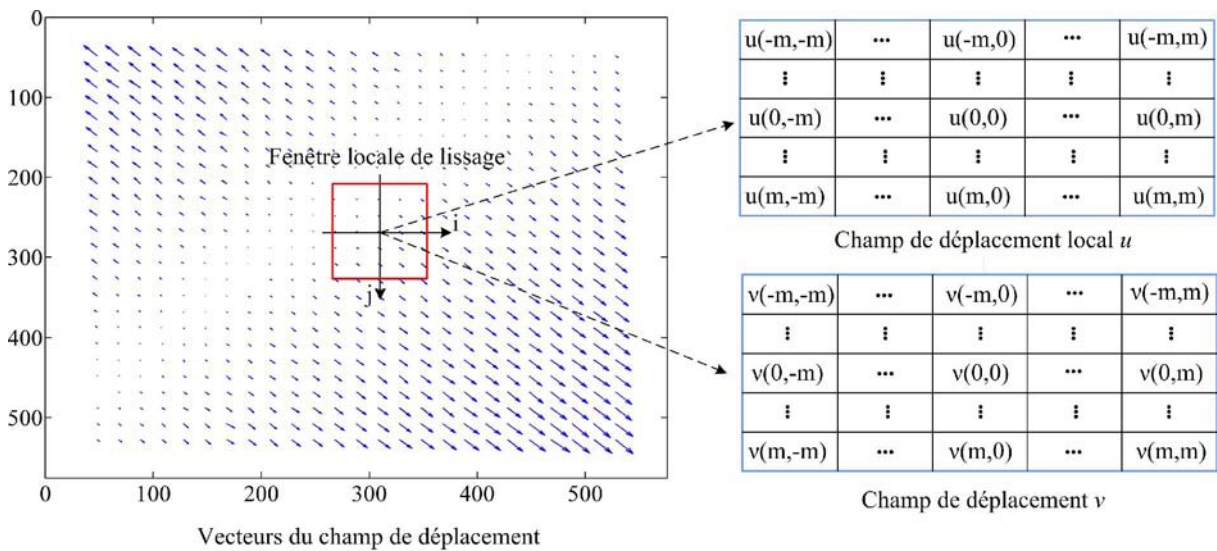 0
100
200
300
400
500
0 100 200 300 400 500
Fenêtre locale de lissage
i
j
Vecteurs du champ de déplacement
u(-m,-m) ••• u(-m,0) ••• u(-m,m)
⋮ ⋮ ⋮ ⋮ ⋮
u(0,-m) ••• u(0,0) ••• u(0,m)
⋮ ⋮ ⋮ ⋮ ⋮
u(m,-m) ••• u(m,0) ••• u(m,m)
Champ de déplacement local u
v(-m,-m) ••• v(-m,0) ••• v(-m,m)
⋮ ⋮ ⋮ ⋮ ⋮
v(0,-m) ••• v(0,0) ••• v(0,m)
⋮ ⋮ ⋮ ⋮ ⋮
v(m,-m) ••• v(m,0) ••• v(m,m)
Champ de déplacement v